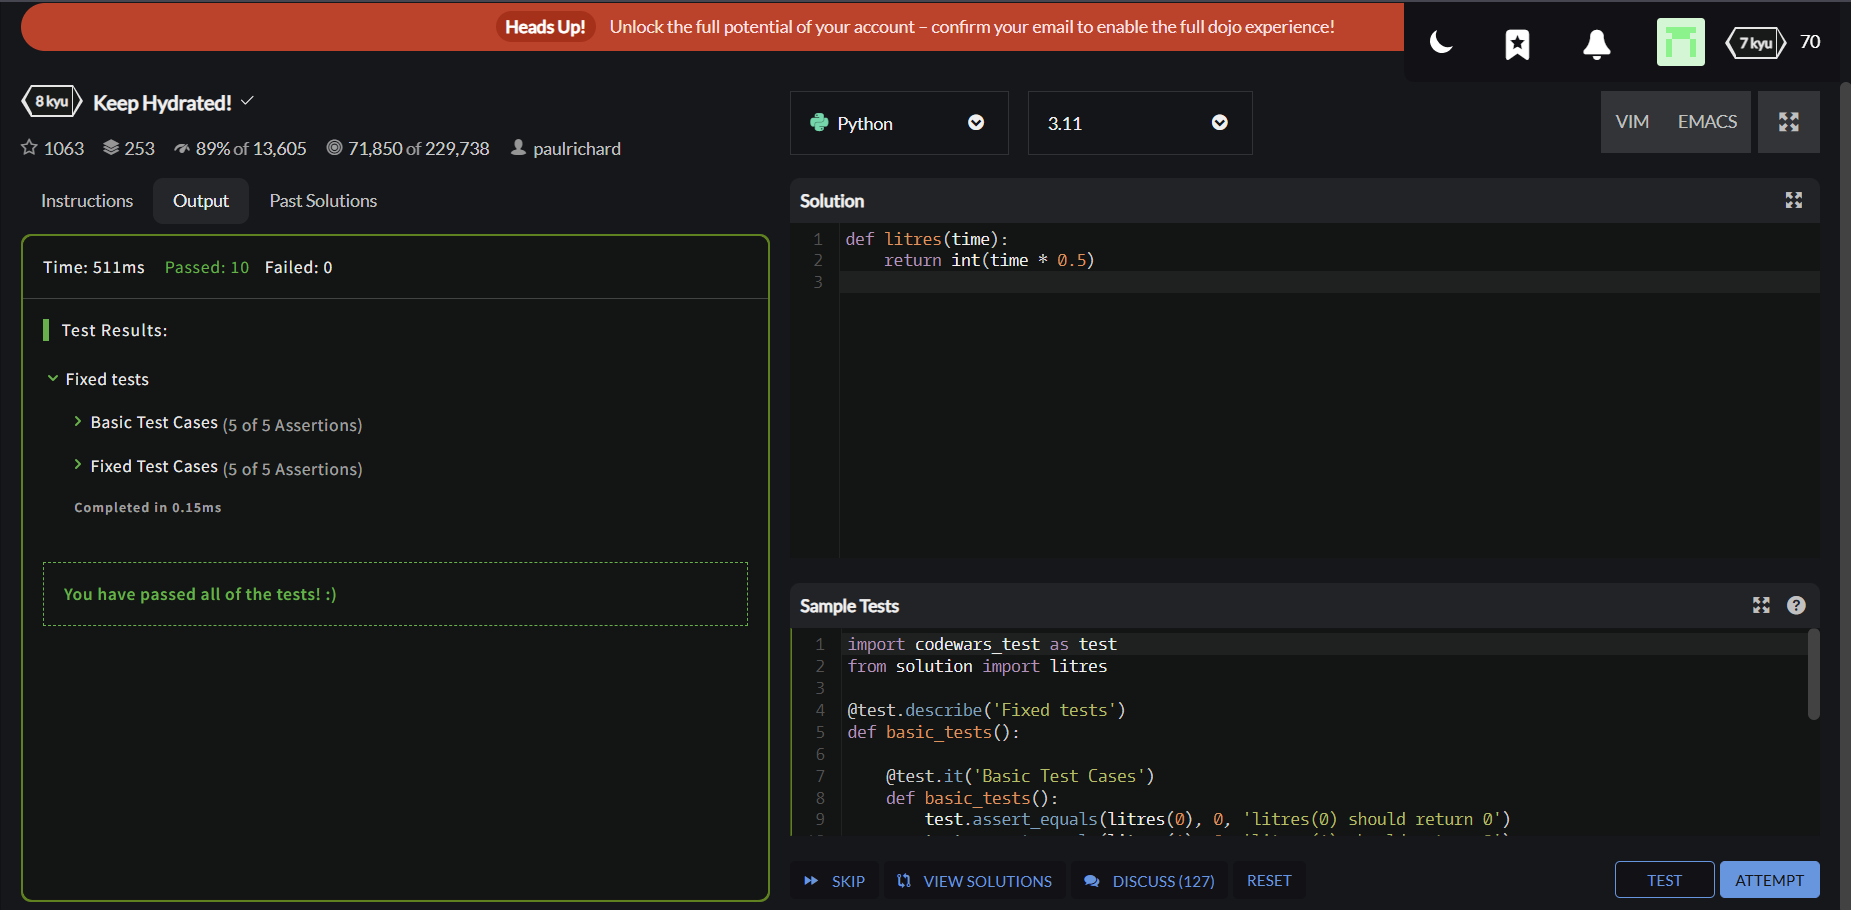 Heads Up! Unlock the full potential of your account – confirm your email to enable the full dojo experience!
7 kyu 70
8 kyu Keep Hydrated!
1063 253 89% of 13,605 71,850 of 229,738 paulrichard
Instructions Output Past Solutions
Time: 511ms Passed: 10 Failed: 0
Test Results:
Fixed tests
Basic Test Cases (5 of 5 Assertions)
Fixed Test Cases (5 of 5 Assertions)
Completed in 0.15ms
You have passed all of the tests! :)
Python 3.11 VIM EMACS
Solution
1 def litres(time):
2 return int(time * 0.5)
3
Sample Tests
1 import codewars_test as test
2 from solution import litres
3
4 @test.describe('Fixed tests')
5 def basic_tests():
6
7 @test.it('Basic Test Cases')
8 def basic_tests():
9 test.assert_equals(litres(0), 0, 'litres(0) should return 0')
SKIP VIEW SOLUTIONS DISCUSS (127) RESET TEST ATTEMPT